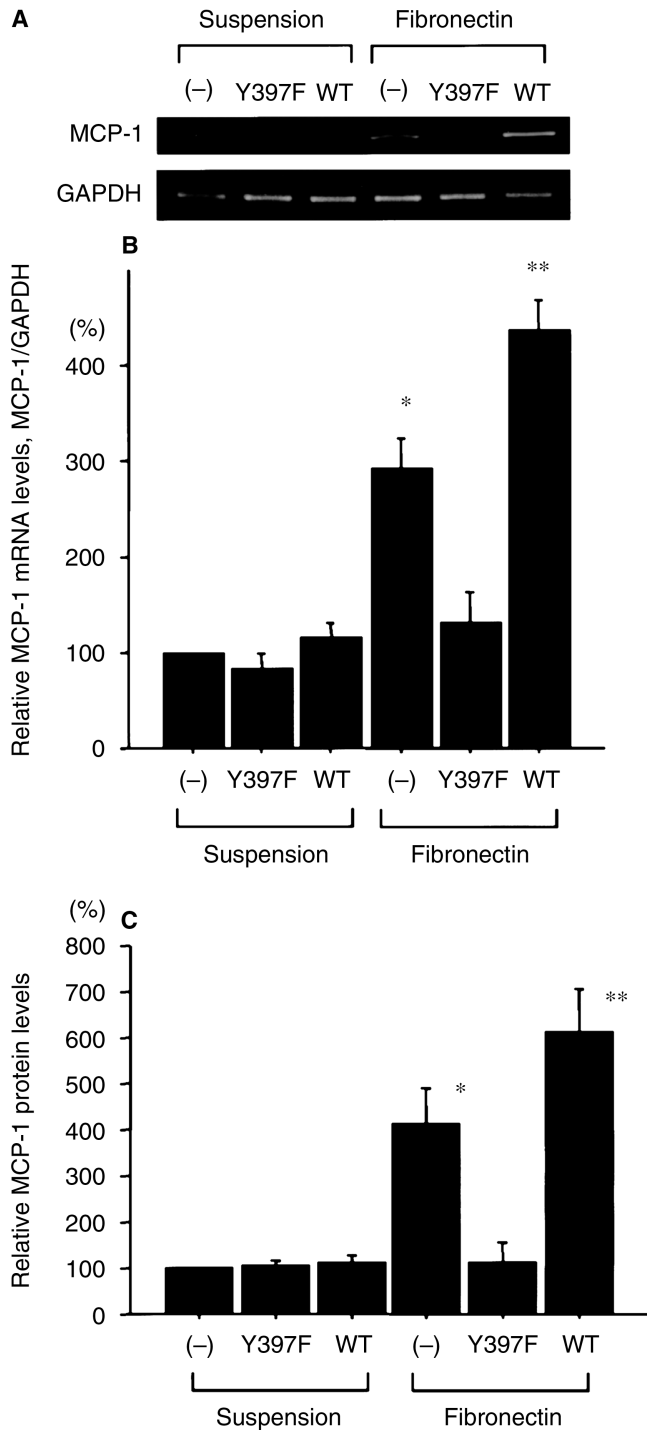 A
Suspension Fibronectin
(–) Y397F WT (–) Y397F WT
MCP-1
GAPDH
B
Relative MCP-1 mRNA levels, MCP-1/GAPDH
(%)
400
300
200
100
0
*
**
(–) Y397F WT (–) Y397F WT
Suspension Fibronectin
C
Relative MCP-1 protein levels
(%)
800
700
600
500
400
300
200
100
0
*
**
(–) Y397F WT (–) Y397F WT
Suspension Fibronectin